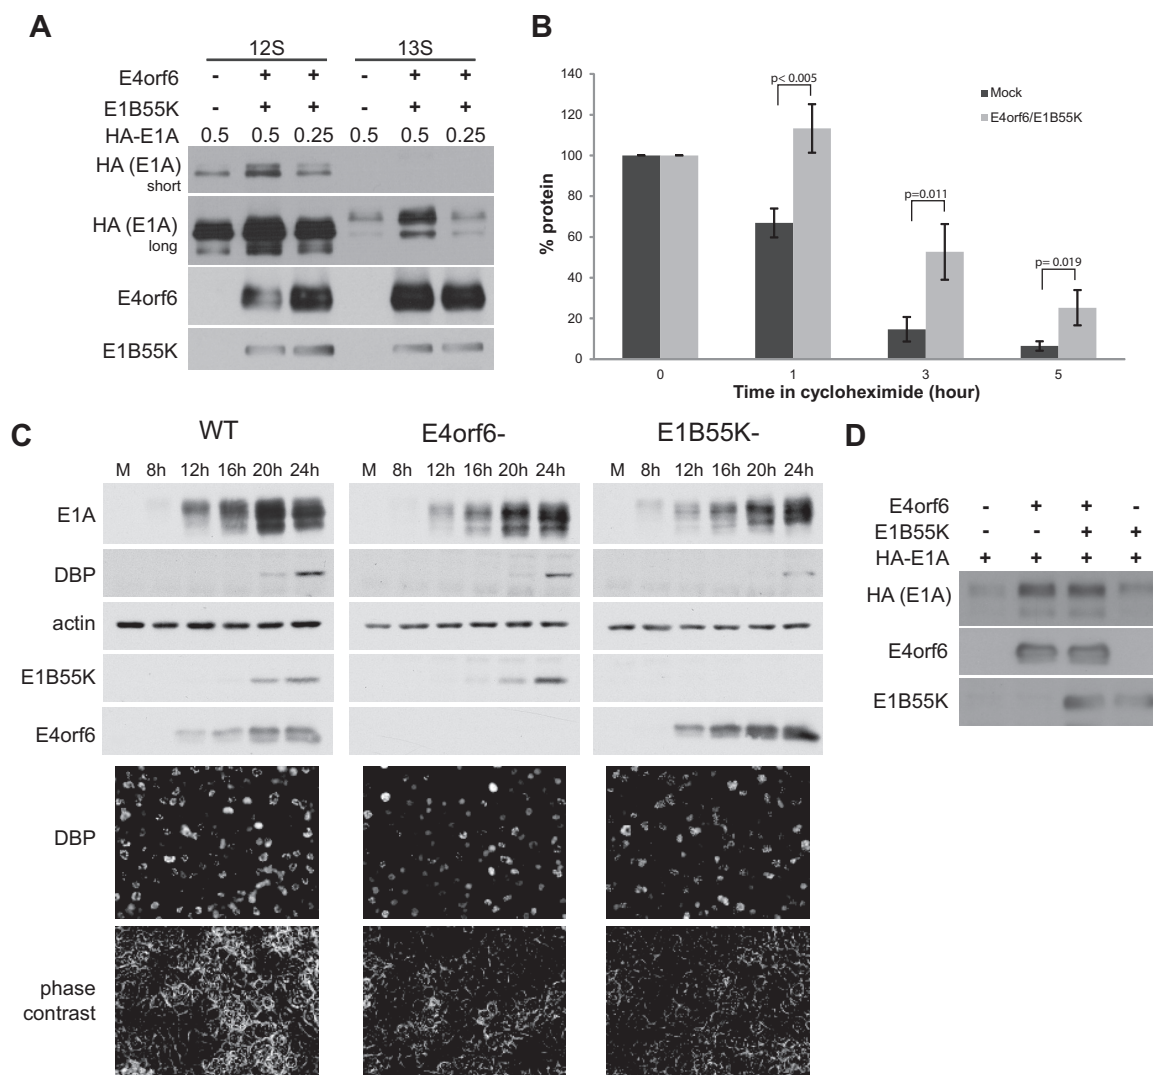 A
12S 13S
E4orf6 - + + - + +
E1B55K - + + - + +
HA-E1A 0.5 0.5 0.25 0.5 0.5 0.25
HA (E1A)
short
HA (E1A)
long
E4orf6
E1B55K
B
140
120
100
80
60
40
20
0
% protein
p< 0.005
p=0.011
p= 0.019
Mock
E4orf6/E1B55K
0 1 3 5
Time in cycloheximide (hour)
C
WT E4orf6- E1B55K-
M 8h 12h 16h 20h 24h M 8h 12h 16h 20h 24h M 8h 12h 16h 20h 24h
E1A
DBP
actin
E1B55K
E4orf6
DBP
phase
contrast
D
E4orf6 - + + -
E1B55K - - + +
HA-E1A + + + +
HA (E1A)
E4orf6
E1B55K